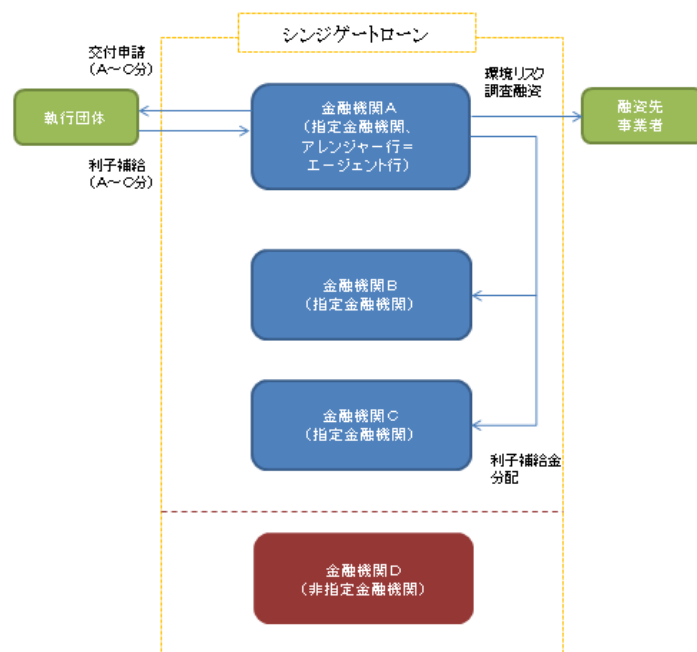 シンジゲートローン
交付申請
(A～C分)
執行団体
利子補給
(A～C分)
金融機関A
(指定金融機関、
アレンジャー行＝
エージェント行)
環境リスク
調査融資
融資先
事業者
金融機関B
(指定金融機関)
金融機関C
(指定金融機関)
利子補給金
分配
金融機関D
(非指定金融機関)